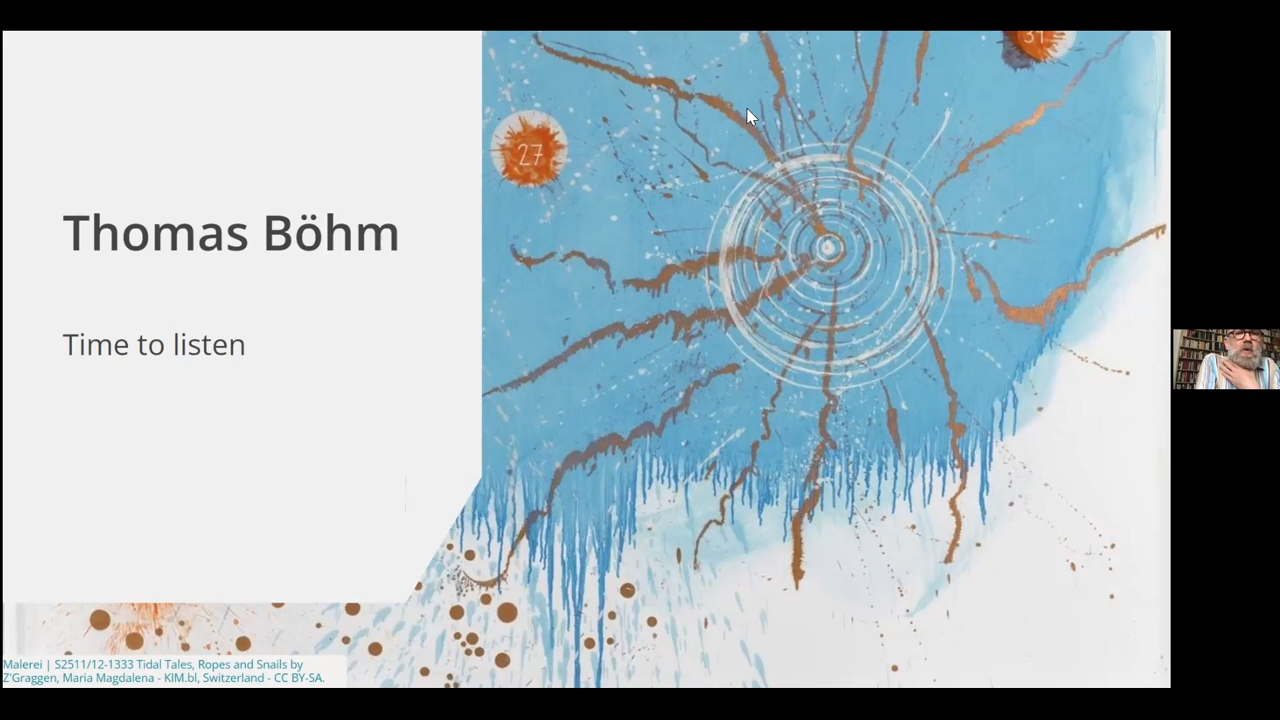 31
27
Thomas Böhm
Time to listen
Malerei | S2511/12-1333 Tidal Tales, Ropes and Snails by
Z'Graggen, Maria Magdalena - KIM.bl, Switzerland - CC BY-SA.